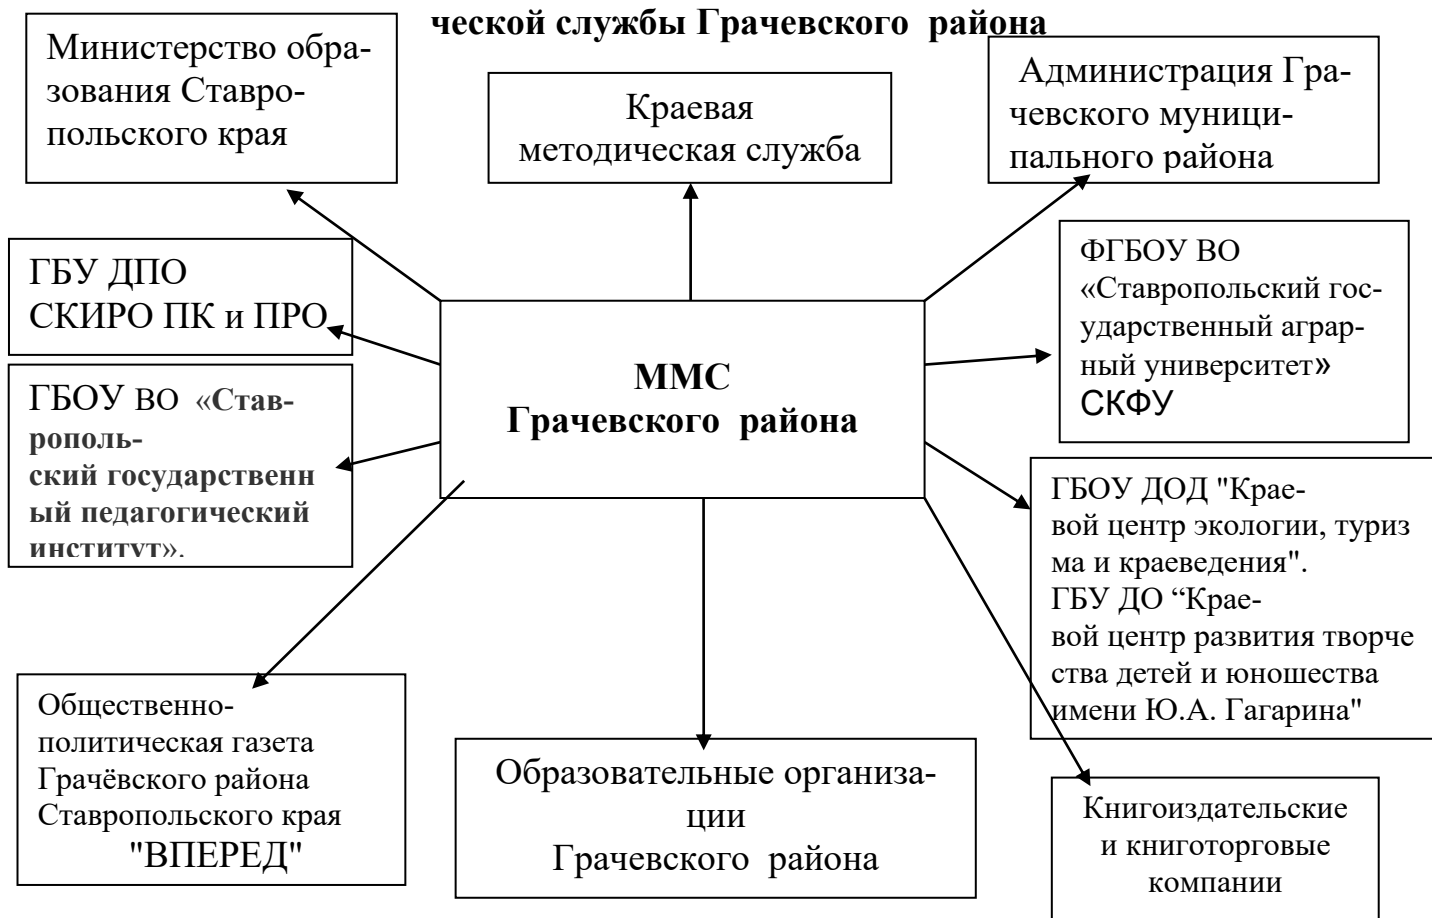 ческой службы Грачевского района
Министерство обра-
зования Ставро-
польского края
Краевая
методическая служба
Администрация Гра-
чевского муници-
пального района
ГБУ ДПО
СКИРО ПК и ПРО
ФГБОУ ВО
«Ставропольский гос-
ударственный аграр-
ный университет»
СКФУ
ММС
Грачевского района
ГБОУ ВО «Став-
рополь-
ский государственн
ый педагогический
институт».
ГБОУ ДОД "Крае-
вой центр экологии, туриз
ма и краеведения".
ГБУ ДО “Крае-
вой центр развития творче
ства детей и юношества
имени Ю.А. Гагарина"
Общественно-
политическая газета
Грачёвского района
Ставропольского края
"ВПЕРЕД"
Образовательные организа-
ции
Грачевского района
Книгоиздательские
и книготорговые
компании